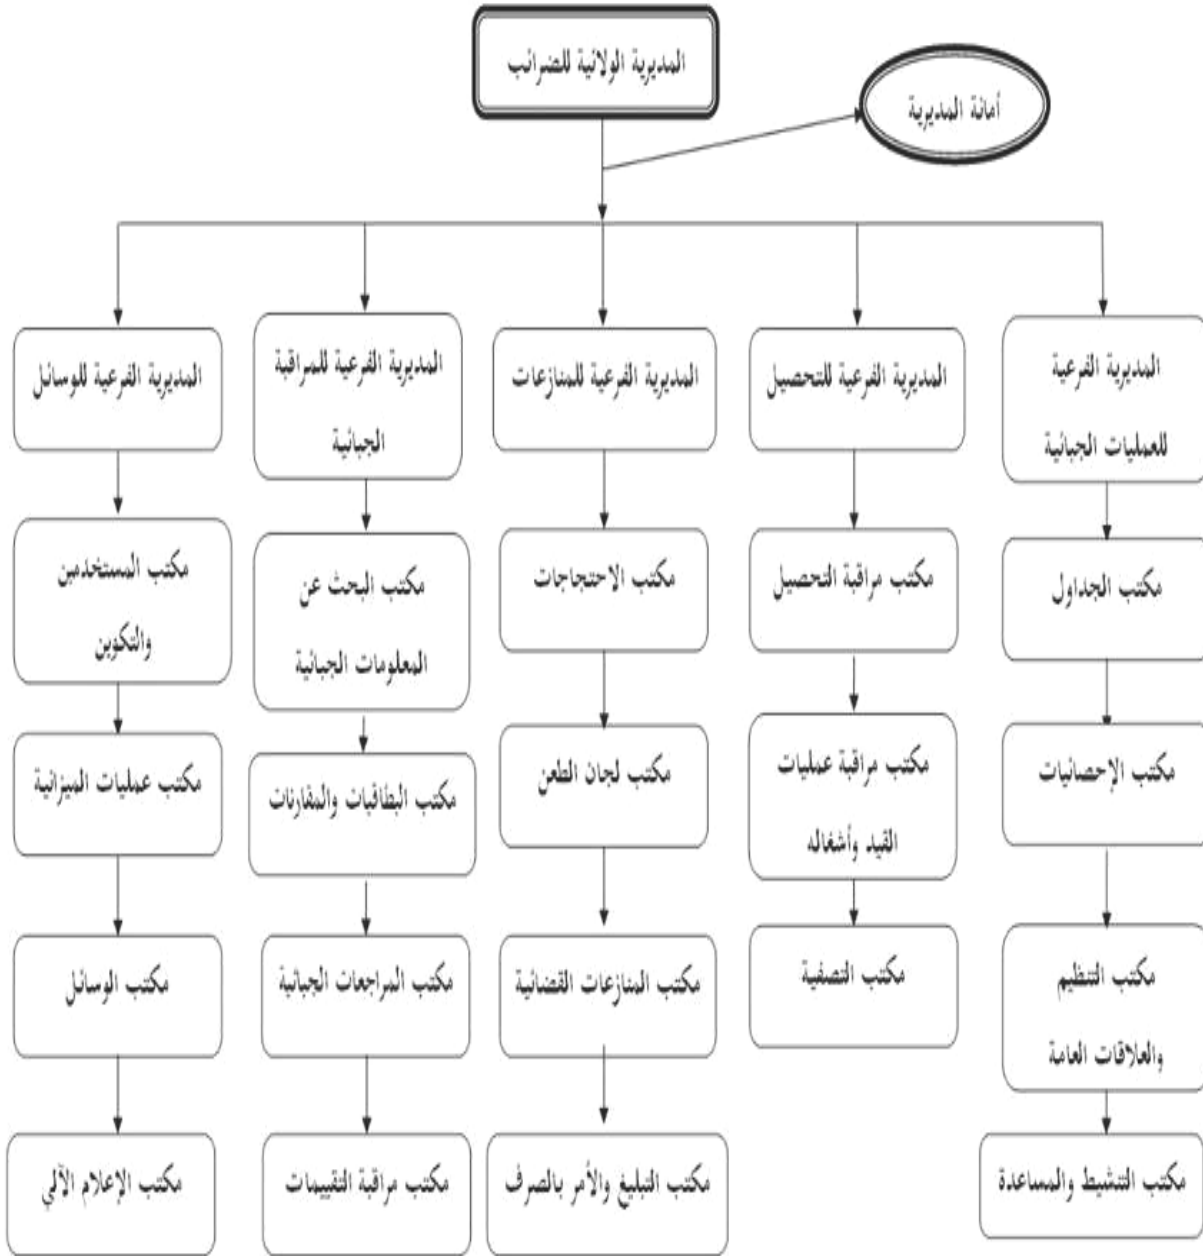 المديرية الولائية للضرائب
أمانة المديرية
المديرية الفرعية
للعمليات الجبائية
مكتب الجداول
مكتب الإحصائيات
مكتب التنظيم
والعلاقات العامة
مكتب التنشيط والمساعدة
المديرية الفرعية للتحصيل
مكتب مراقبة التحصيل
مكتب مراقبة عمليات
القيد وأشغاله
مكتب التصفية
المديرية الفرعية للمنازعات
مكتب الاحتجاجات
مكتب لجان الطعن
مكتب المنازعات القضائية
مكتب التبليغ والأمر بالصرف
المديرية الفرعية للمراقبة
الجبائية
مكتب البحث عن
المعلومات الجبائية
مكتب البطاقيات والمقارنات
مكتب المراجعات الجبائية
مكتب مراقبة التقييمات
المديرية الفرعية للوسائل
مكتب المستخدمين
والتكوين
مكتب عمليات الميزانية
مكتب الوسائل
مكتب الإعلام الآلي